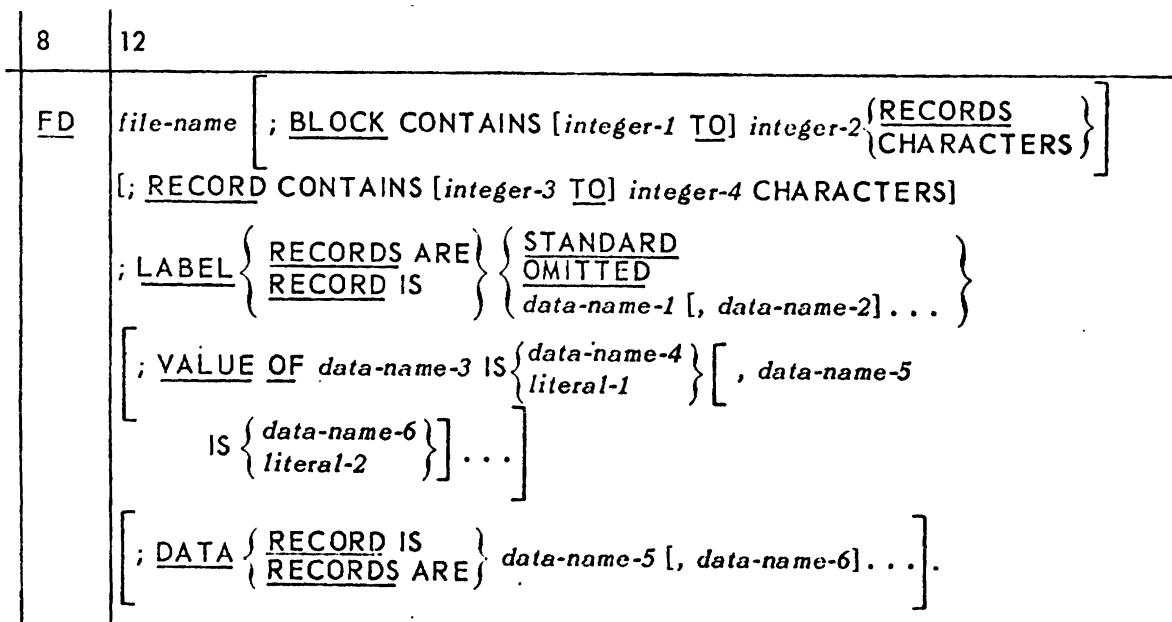 8 12
FD file-name [; BLOCK CONTAINS [integer-1 TO] integer-2 {RECORDS
CHARACTERS}]
[; RECORD CONTAINS [integer-3 TO] integer-4 CHARACTERS]
; LABEL {RECORDS ARE
RECORD IS} {STANDARD
OMITTED
data-name-1 [, data-name-2] . . . }
[; VALUE OF data-name-3 IS {data-name-4
literal-1} [, data-name-5
IS {data-name-6
literal-2}] . . .]
[; DATA {RECORD IS
RECORDS ARE} data-name-5 [, data-name-6] . . .].